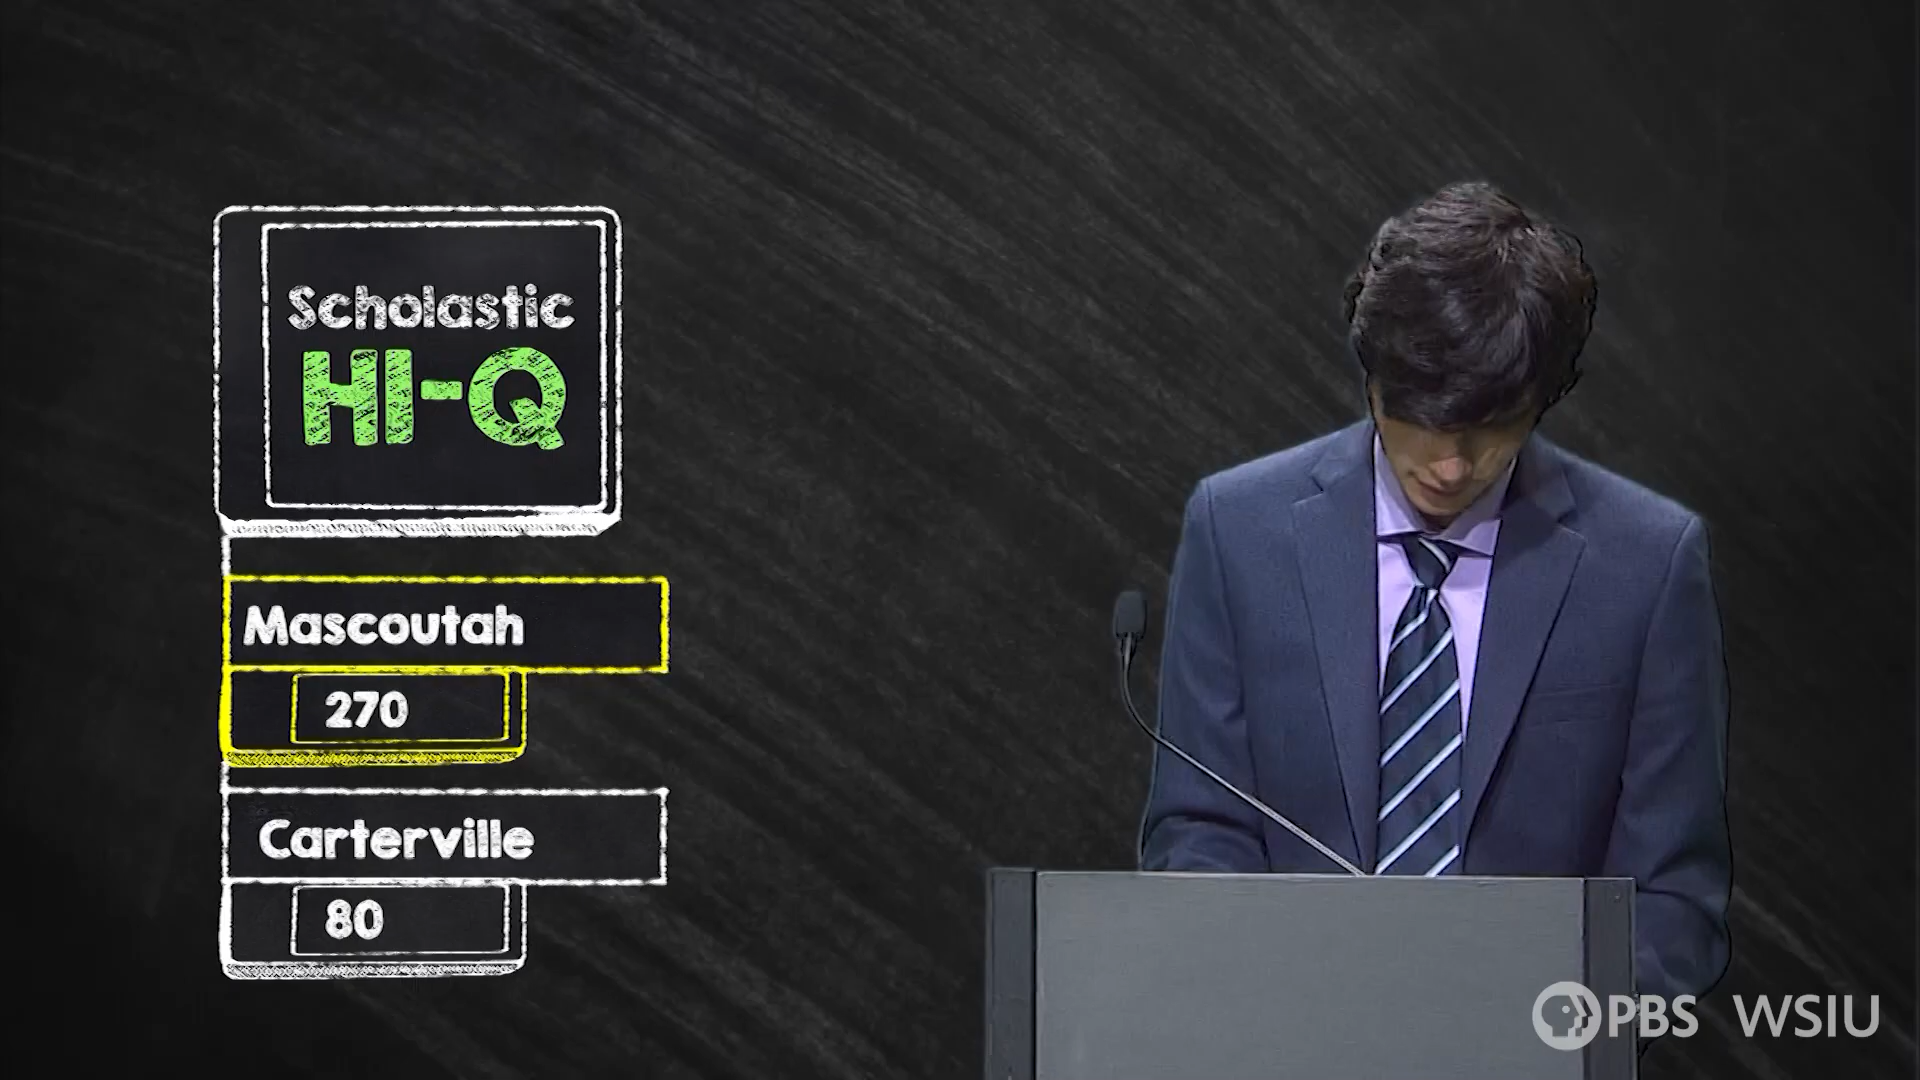 Scholastic
HI-Q
Mascoutah
270
Carterville
80
PBS WSIU